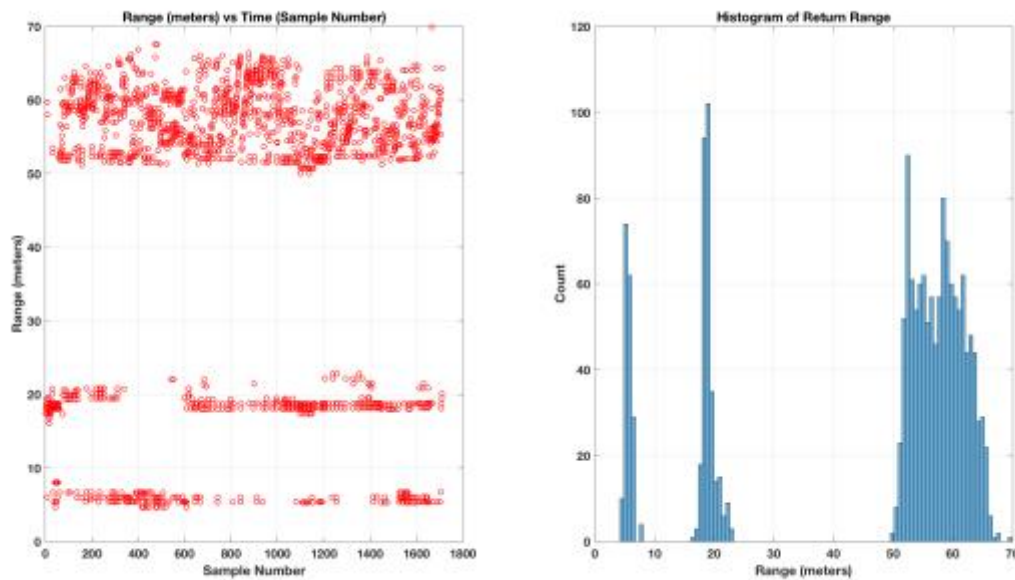 Range (meters) vs Time (Sample Number)
70
60
50
40
30
20
10
0
Range (meters)
0 200 400 600 800 1000 1200 1400 1600 1800
Sample Number
Histogram of Return Range
120
100
80
60
40
20
0
Count
0 10 20 30 40 50 60 70
Range (meters)